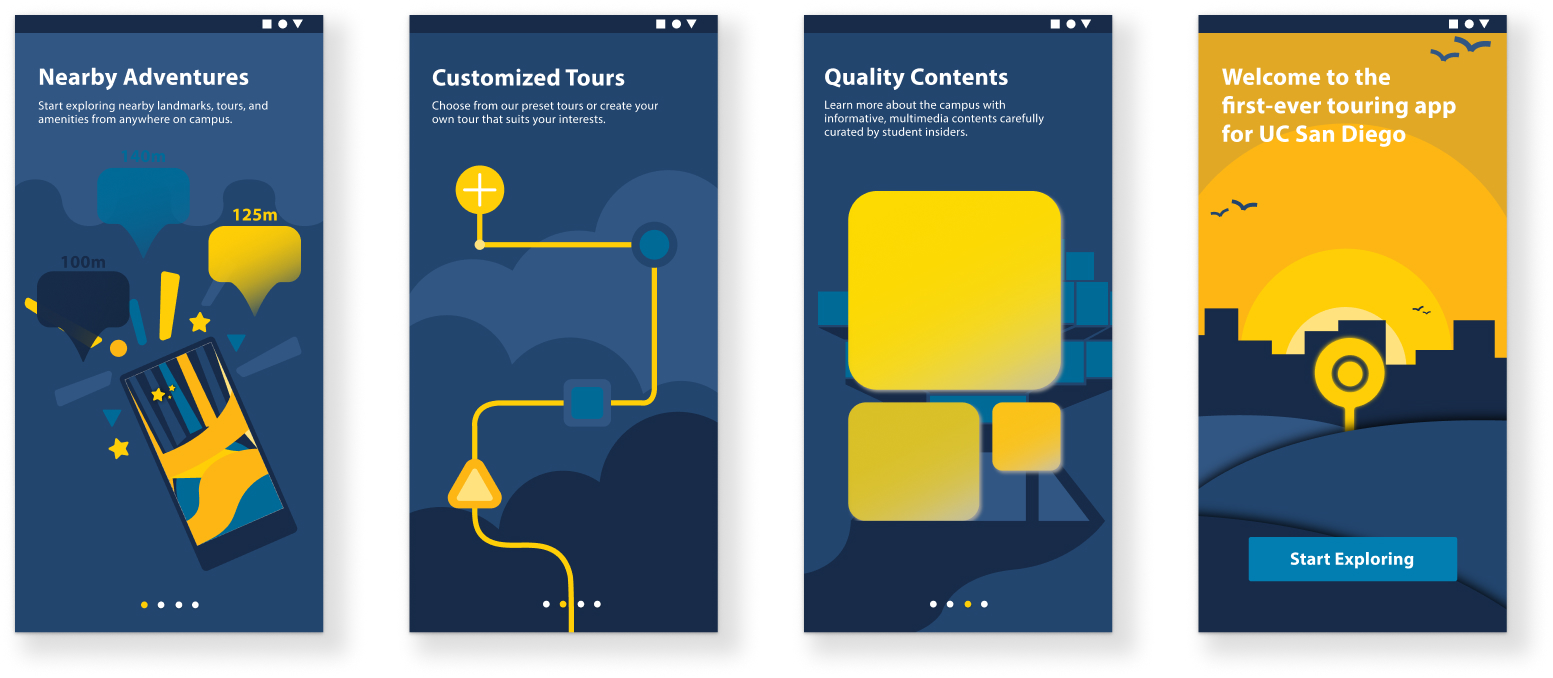 Nearby Adventures
Start exploring nearby landmarks, tours, and
amenities from anywhere on campus.
140m
125m
100m
Customized Tours
Choose from our preset tours or create your
own tour that suits your interests.
Quality Contents
Learn more about the campus with
informative, multimedia contents carefully
curated by student insiders.
Welcome to the
first-ever touring app
for UC San Diego
Start Exploring